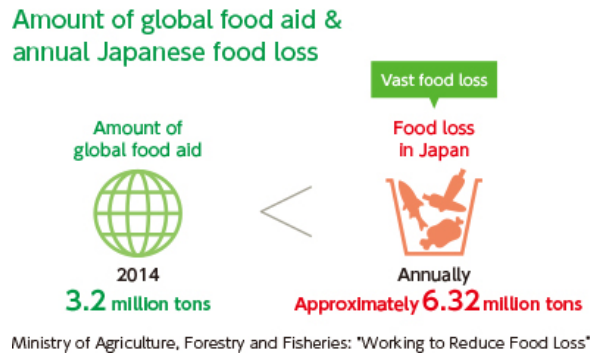 Amount of global food aid &
annual Japanese food loss
Vast food loss
Amount of
global food aid
Food loss
in Japan
<
2014
3.2 million tons
Annually
Approximately 6.32 million tons
Ministry of Agriculture, Forestry and Fisheries: "Working to Reduce Food Loss"